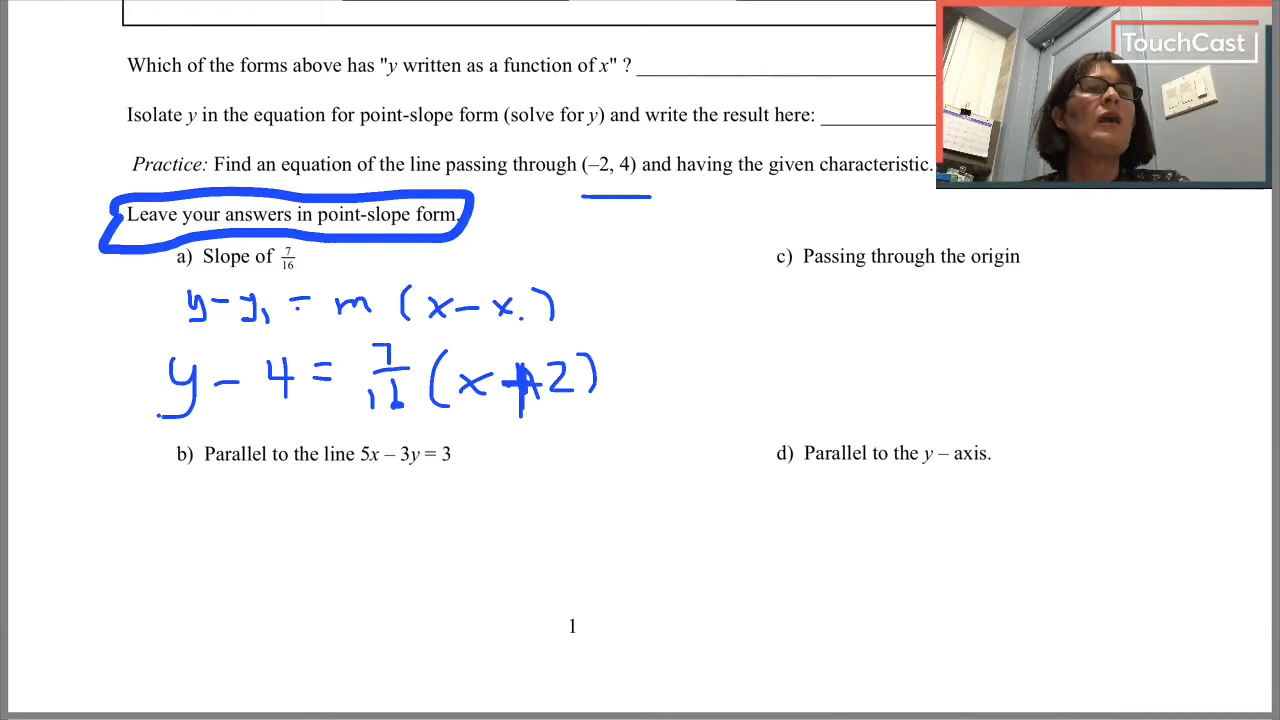 TouchCast
Which of the forms above has "y written as a function of x" ?
Isolate y in the equation for point-slope form (solve for y) and write the result here:
Practice: Find an equation of the line passing through (–2, 4) and having the given characteristic.
Leave your answers in point-slope form.
a) Slope of 7/16
c) Passing through the origin
y - y₁ = m (x - x₁)
y - 4 = 7/16 (x + 2)
b) Parallel to the line 5x – 3y = 3
d) Parallel to the y – axis.
1